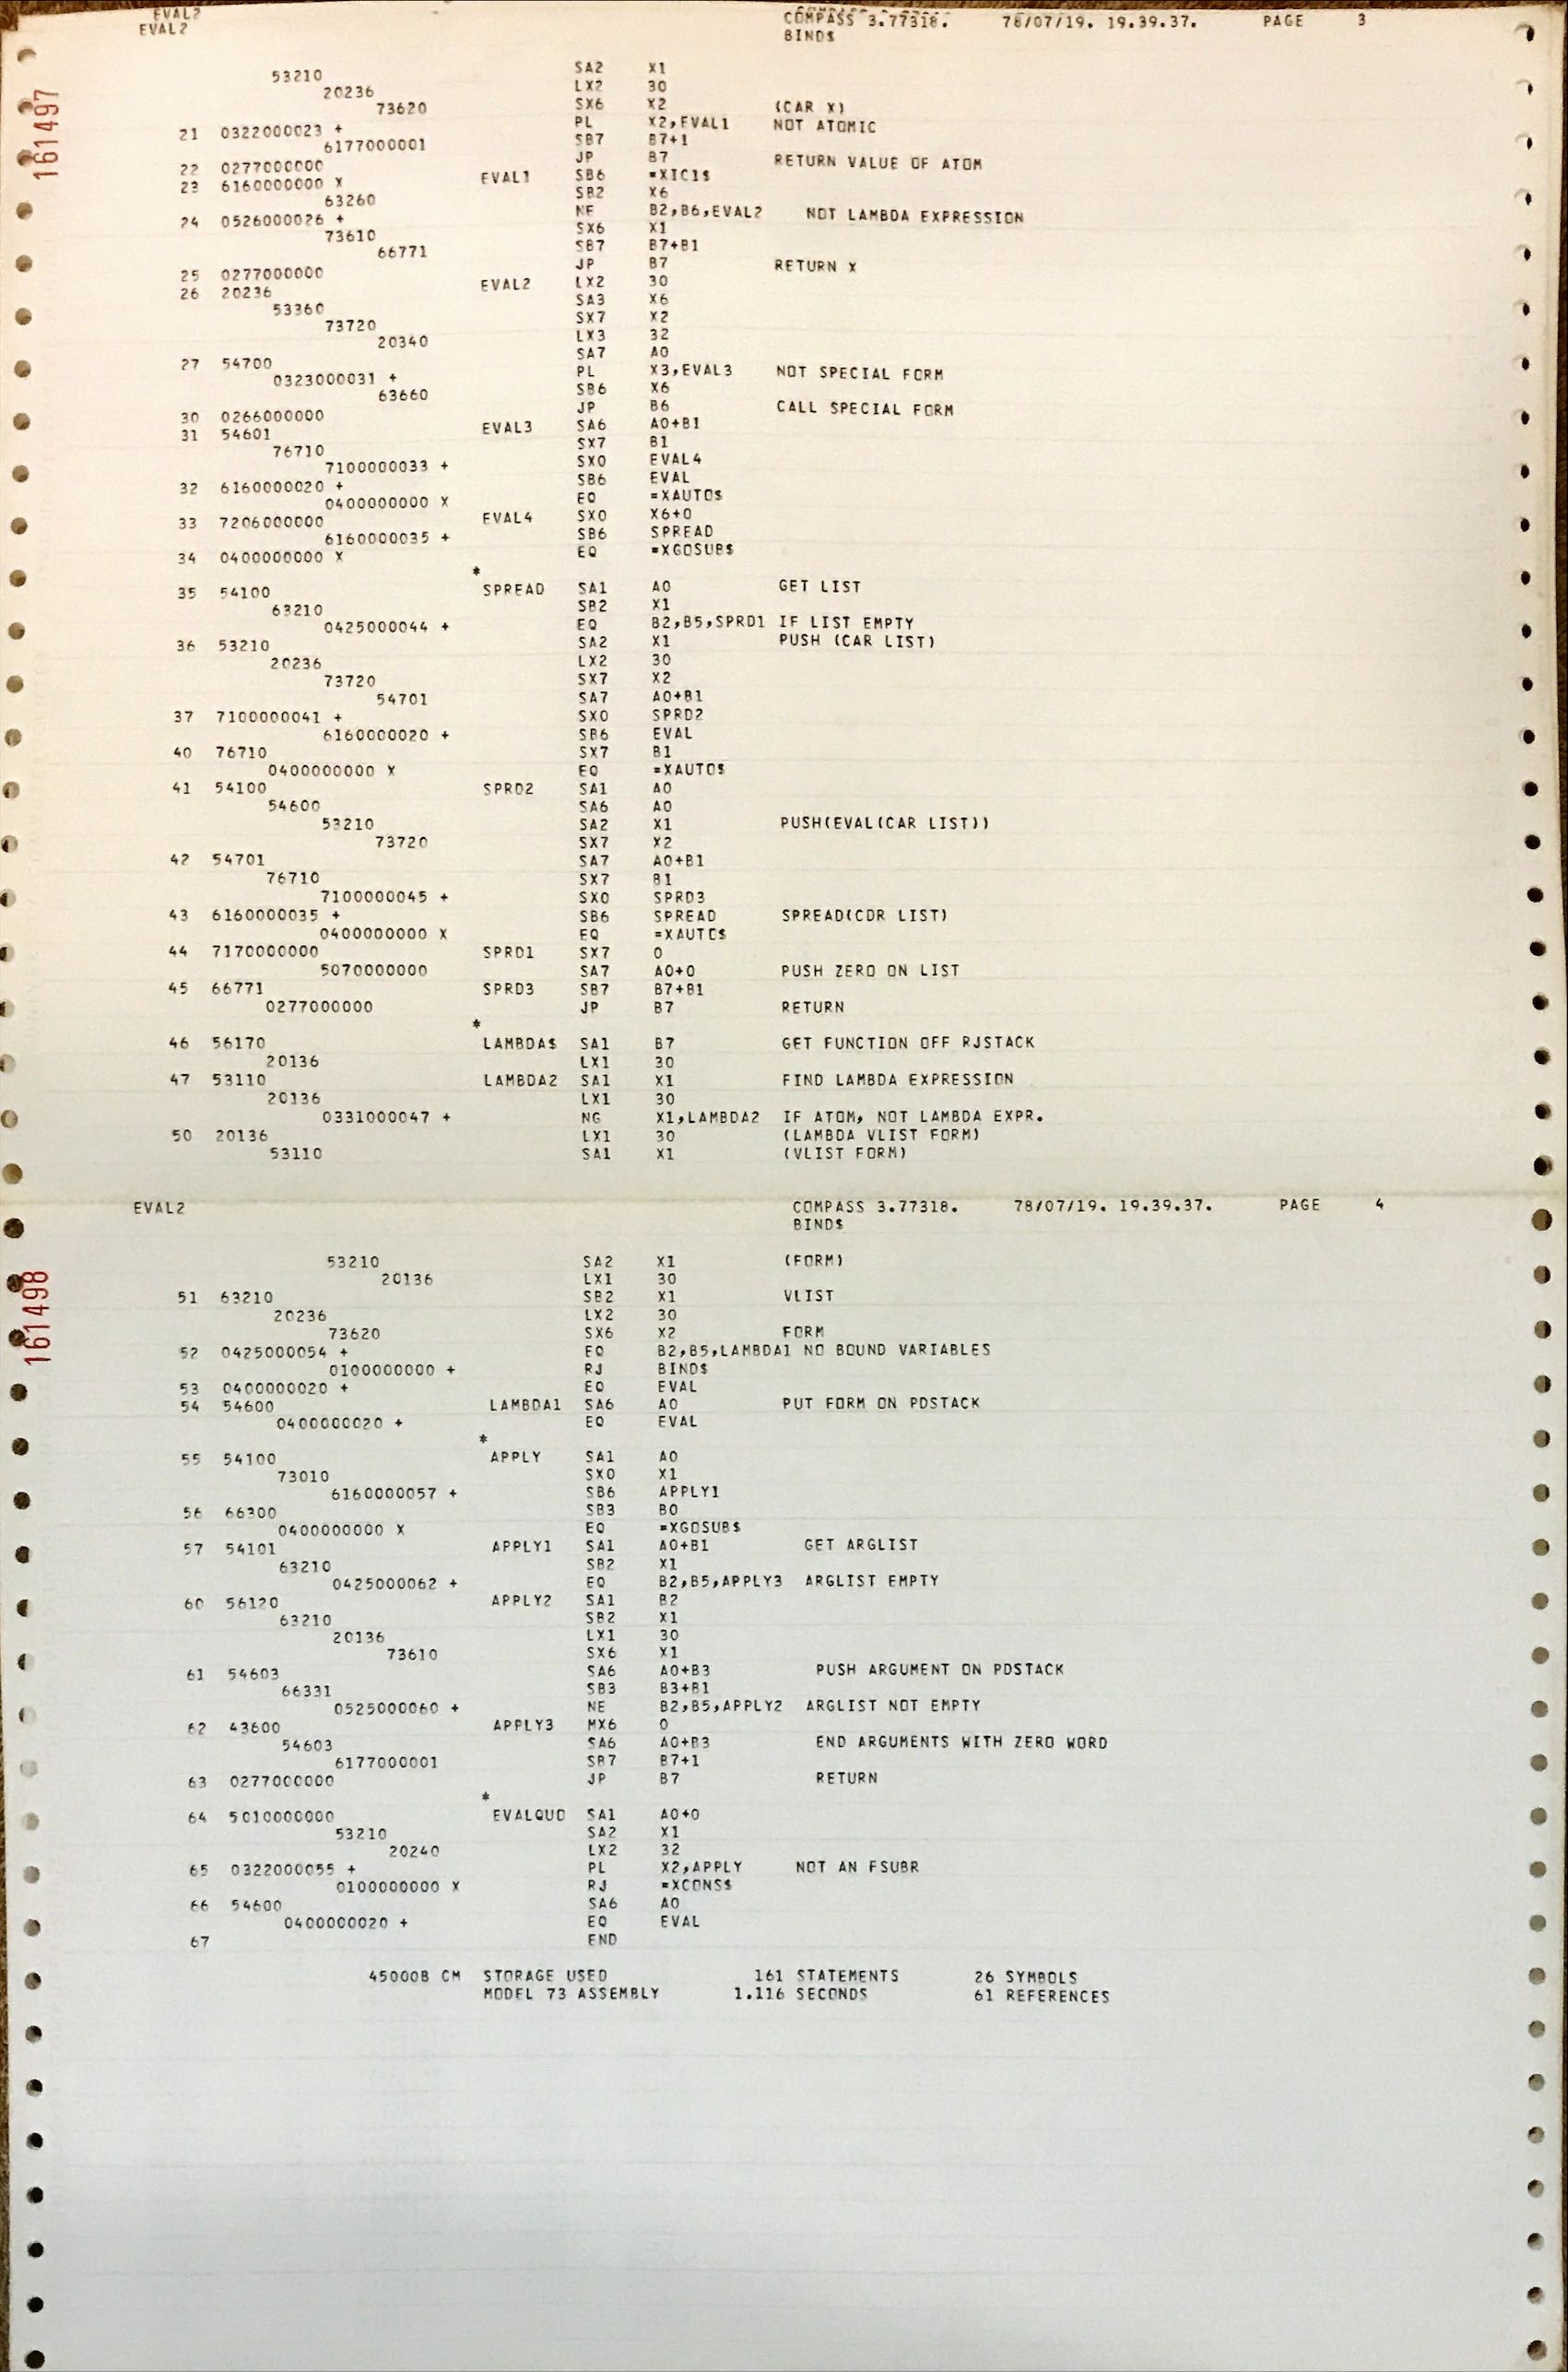 EVAL2
EVAL2 COMPASS 3.77318. 78/07/19. 19.39.37. PAGE 3
BIND$
161497
53210 SA2 X1
20236 LX2 30
73620 SX6 X2 (CAR X)
21 0322000023 + PL X2,EVAL1 NOT ATOMIC
6177000001 SB7 B7+1
22 0277000000 JP B7 RETURN VALUE OF ATOM
23 6160000000 X EVAL1 SB6 =XIC1$
63260 SB2 X6
24 0526000026 + NE B2,B6,EVAL2 NOT LAMBDA EXPRESSION
73610 SX6 X1
66771 SB7 B7+B1
25 0277000000 JP B7 RETURN X
26 20236 EVAL2 LX2 30
53360 SA3 X6
73720 SX7 X2
20340 LX3 32
27 54700 SA7 A0
0323000031 + PL X3,EVAL3 NOT SPECIAL FORM
63660 SB6 X6
30 0266000000 JP B6 CALL SPECIAL FORM
31 54601 EVAL3 SA6 A0+B1
76710 SX7 B1
7100000033 + SX0 EVAL4
32 6160000020 + SB6 EVAL
0400000000 X EQ =XAUTO$
33 7206000000 EVAL4 SX0 X6+0
6160000035 + SB6 SPREAD
34 0400000000 X EQ =XGOSUB$
*
35 54100 SPREAD SA1 A0 GET LIST
63210 SB2 X1
0425000044 + EQ B2,B5,SPRD1 IF LIST EMPTY
36 53210 SA2 X1 PUSH (CAR LIST)
20236 LX2 30
73720 SX7 X2
54701 SA7 A0+B1
37 7100000041 + SX0 SPRD2
6160000020 + SB6 EVAL
40 76710 SX7 B1
0400000000 X EQ =XAUTO$
41 54100 SPRD2 SA1 A0
54600 SA6 A0
53210 SA2 X1 PUSH(EVAL(CAR LIST))
73720 SX7 X2
42 54701 SA7 A0+B1
76710 SX7 B1
7100000045 + SX0 SPRD3
43 6160000035 + SB6 SPREAD SPREAD(CDR LIST)
0400000000 X EQ =XAUTO$
44 7170000000 SPRD1 SX7 0
5070000000 SA7 A0+0 PUSH ZERO ON LIST
45 66771 SPRD3 SB7 B7+B1
0277000000 JP B7 RETURN
*
46 56170 LAMBDA$ SA1 B7 GET FUNCTION OFF RJSTACK
20136 LX1 30
47 53110 LAMBDA2 SA1 X1 FIND LAMBDA EXPRESSION
20136 LX1 30
0331000047 + NG X1,LAMBDA2 IF ATOM, NOT LAMBDA EXPR.
50 20136 LX1 30 (LAMBDA VLIST FORM)
53110 SA1 X1 (VLIST FORM)
EVAL2 COMPASS 3.77318. 78/07/19. 19.39.37. PAGE 4
BIND$
161498
53210 SA2 X1 (FORM)
20136 LX1 30
51 63210 SB2 X1 VLIST
20236 LX2 30
73620 SX6 X2 FORM
52 0425000054 + EQ B2,B5,LAMBDA1 NO BOUND VARIABLES
0100000000 + RJ BIND$
53 0400000020 + EQ EVAL
54 54600 LAMBDA1 SA6 A0 PUT FORM ON PDSTACK
0400000020 + EQ EVAL
*
55 54100 APPLY SA1 A0
73010 SX0 X1
6160000057 + SB6 APPLY1
56 66300 SB3 B0
0400000000 X EQ =XGOSUB$
57 54101 APPLY1 SA1 A0+B1 GET ARGLIST
63210 SB2 X1
0425000062 + EQ B2,B5,APPLY3 ARGLIST EMPTY
60 56120 APPLY2 SA1 B2
63210 SB2 X1
20136 LX1 30
73610 SX6 X1
61 54603 SA6 A0+B3 PUSH ARGUMENT ON PDSTACK
66331 SB3 B3+B1
0525000060 + NE B2,B5,APPLY2 ARGLIST NOT EMPTY
62 43600 APPLY3 MX6 0
54603 SA6 A0+B3 END ARGUMENTS WITH ZERO WORD
6177000001 SB7 B7+1
63 0277000000 JP B7 RETURN
*
64 5010000000 EVALQUO SA1 A0+0
53210 SA2 X1
20240 LX2 32
65 0322000055 + PL X2,APPLY NOT AN FSUBR
0100000000 X RJ =XCONS$
66 54600 SA6 A0
0400000020 + EQ EVAL
67 END
45000B CM STORAGE USED 161 STATEMENTS 26 SYMBOLS
MODEL 73 ASSEMBLY 1.116 SECONDS 61 REFERENCES